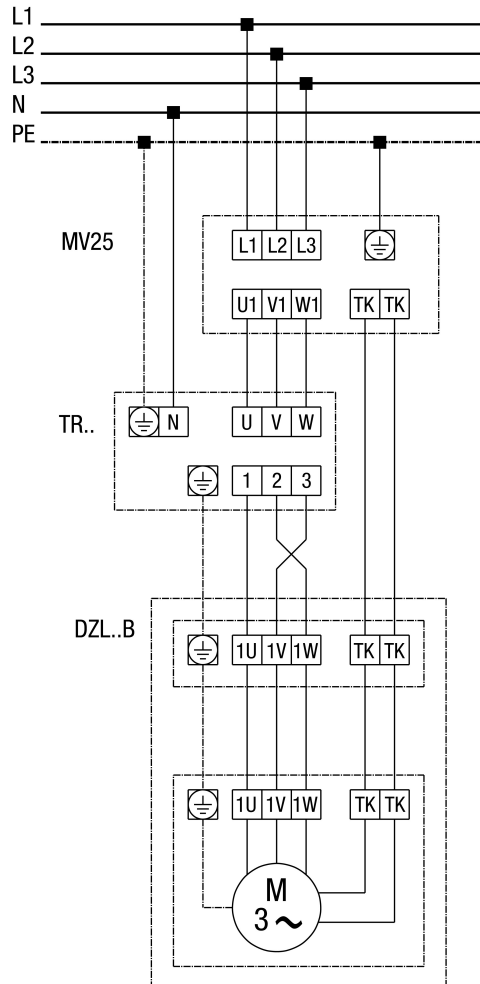 L1
L2
L3
N
PE
MV25
L1 L2 L3
U1 V1 W1 TK TK
TR..
N U V W
1 2 3
DZL..B
1U 1V 1W TK TK
1U 1V 1W TK TK
M
3 ~